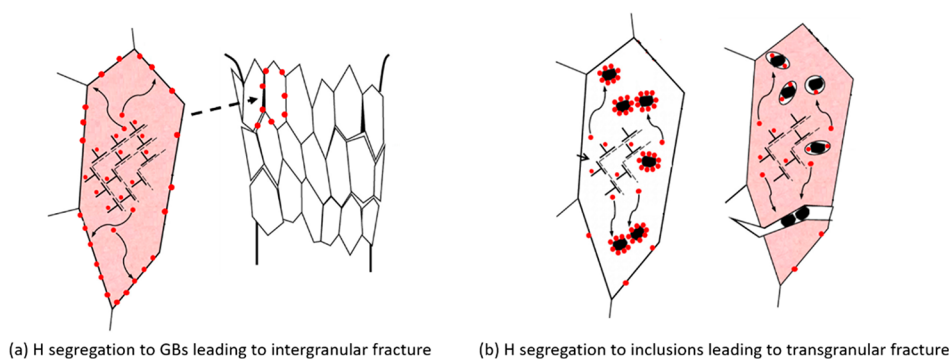 (a) H segregation to GBs leading to intergranular fracture
(b) H segregation to inclusions leading to transgranular fracture